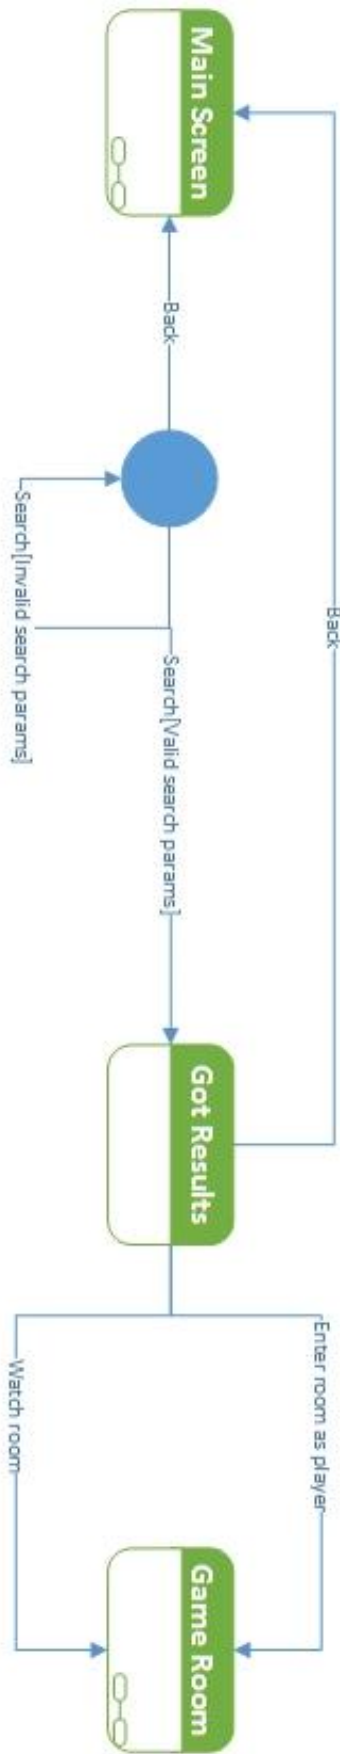 Back
Main Screen
Back
Search[Invalid search params]
Search[Valid search params]
Got Results
Enter room as player
Watch room
Game Room